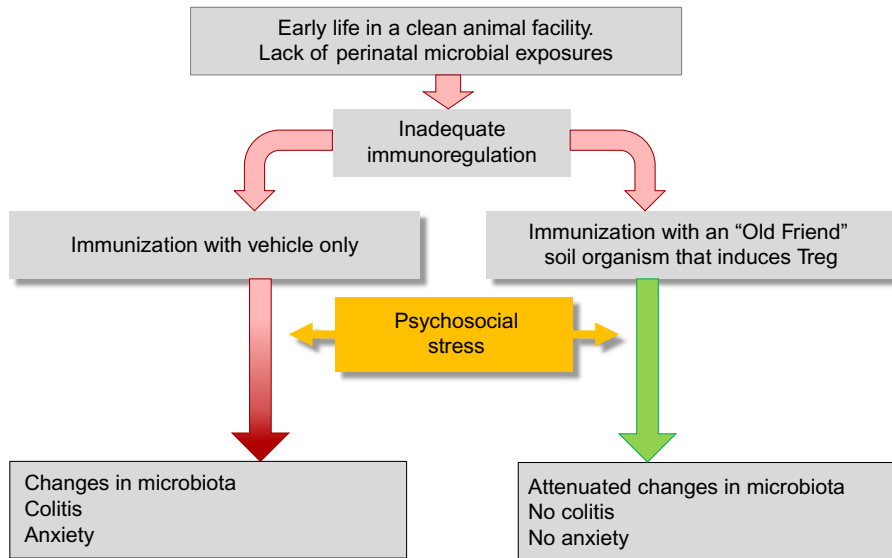 Early life in a clean animal facility.
Lack of perinatal microbial exposures
Inadequate
immunoregulation
Immunization with vehicle only
Immunization with an “Old Friend”
soil organism that induces Treg
Psychosocial
stress
Changes in microbiota
Colitis
Anxiety
Attenuated changes in microbiota
No colitis
No anxiety